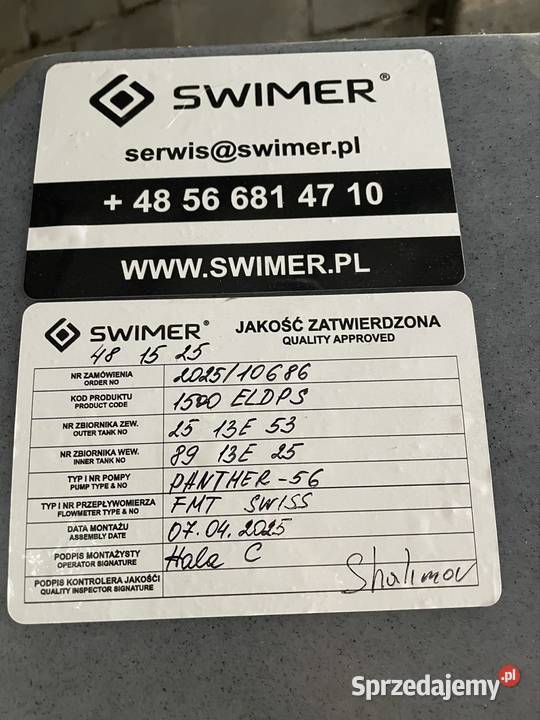 SWIMER®
serwis@swimer.pl
+ 48 56 681 47 10
WWW.SWIMER.PL
SWIMER® JAKOŚĆ ZATWIERDZONA
QUALITY APPROVED
48 15 25
NR ZAMÓWIENIA
ORDER NO
2025/10686
KOD PRODUKTU
PRODUCT CODE
1500 ELDPS
NR ZBIORNIKA ZEW.
OUTER TANK NO
25 13E 53
NR ZBIORNIKA WEW.
INNER TANK NO
89 13E 25
TYP I NR POMPY
PUMP TYPE & NO
PANTHER-56
TYP I NR PRZEPŁYWOMIERZA
FLOWMETER TYPE & NO
FMT SWISS
DATA MONTAŻU
ASSEMBLY DATE
07.04.2025
PODPIS MONTAŻYSTY
OPERATOR SIGNATURE
Hala C
PODPIS KONTROLERA JAKOŚCI
QUALITY INSPECTOR SIGNATURE
Shalimov
Sprzedajemy.pl